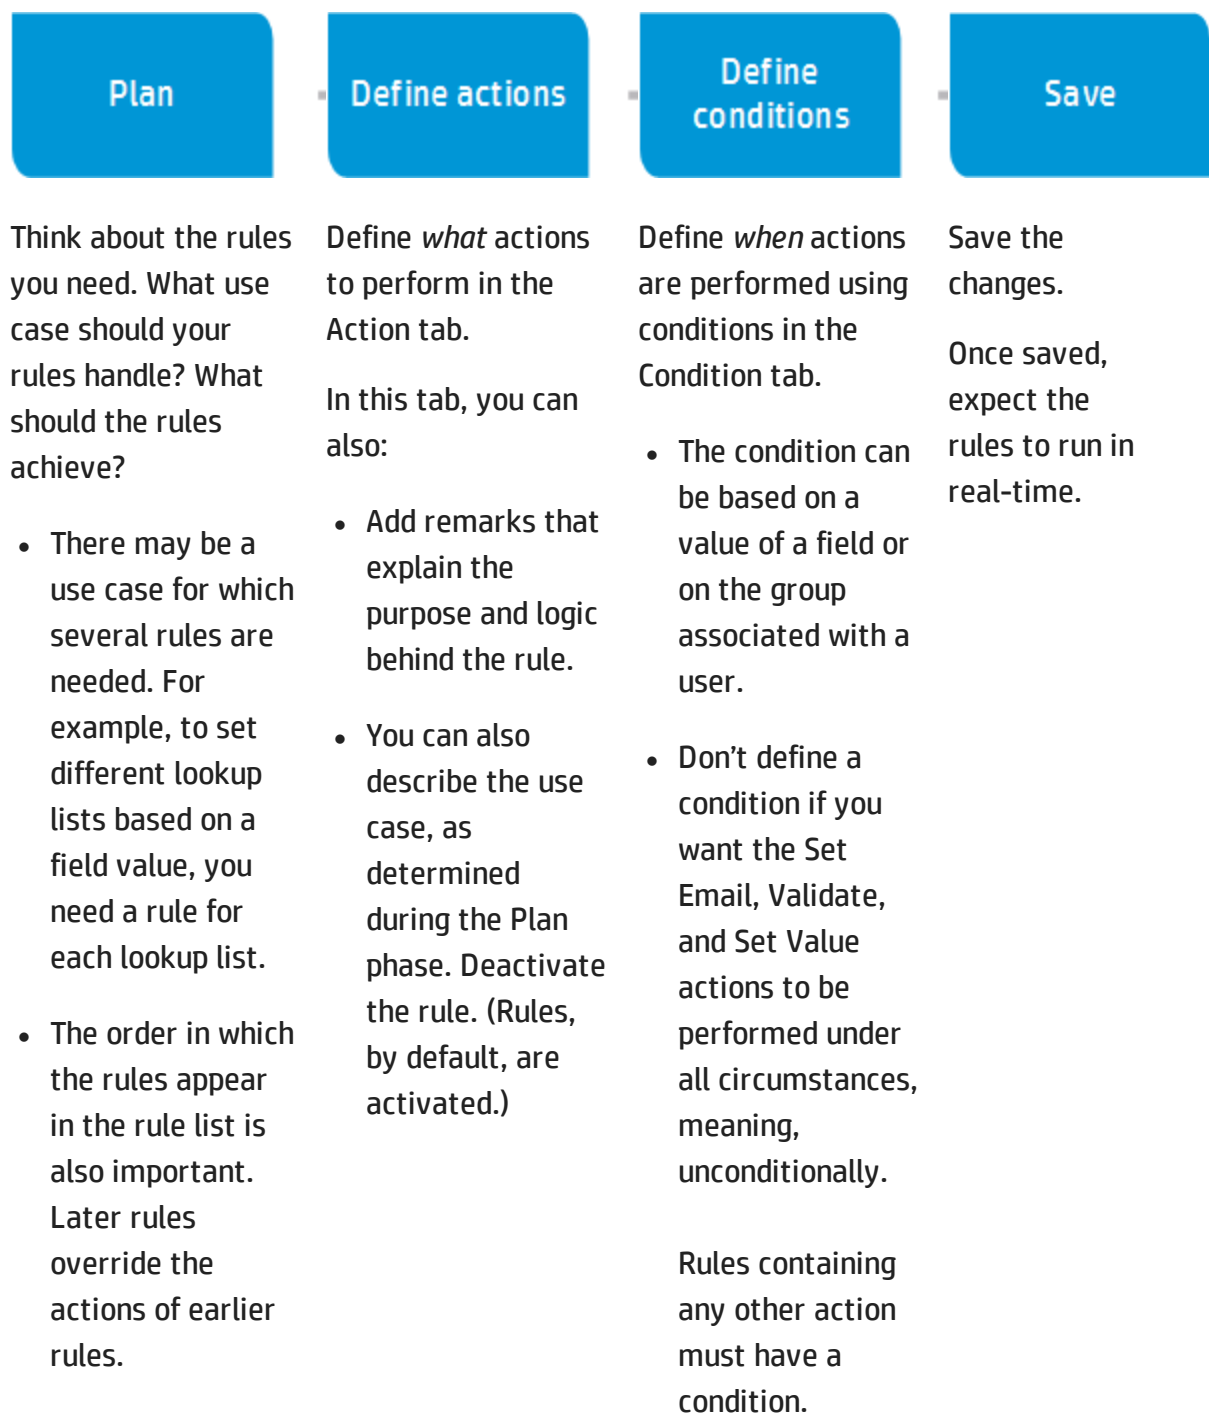 Plan
Define actions
Define
conditions
Save
Think about the rules
you need. What use
case should your
rules handle? What
should the rules
achieve?
• There may be a
use case for which
several rules are
needed. For
example, to set
different lookup
lists based on a
field value, you
need a rule for
each lookup list.
• The order in which
the rules appear
in the rule list is
also important.
Later rules
override the
actions of earlier
rules.
Define what actions
to perform in the
Action tab.
In this tab, you can
also:
• Add remarks that
explain the
purpose and logic
behind the rule.
• You can also
describe the use
case, as
determined
during the Plan
phase. Deactivate
the rule. (Rules,
by default, are
activated.)
Define when actions
are performed using
conditions in the
Condition tab.
• The condition can
be based on a
value of a field or
on the group
associated with a
user.
• Don't define a
condition if you
want the Set
Email, Validate,
and Set Value
actions to be
performed under
all circumstances,
meaning,
unconditionally.
Rules containing
any other action
must have a
condition.
Save the
changes.
Once saved,
expect the
rules to run in
real-time.